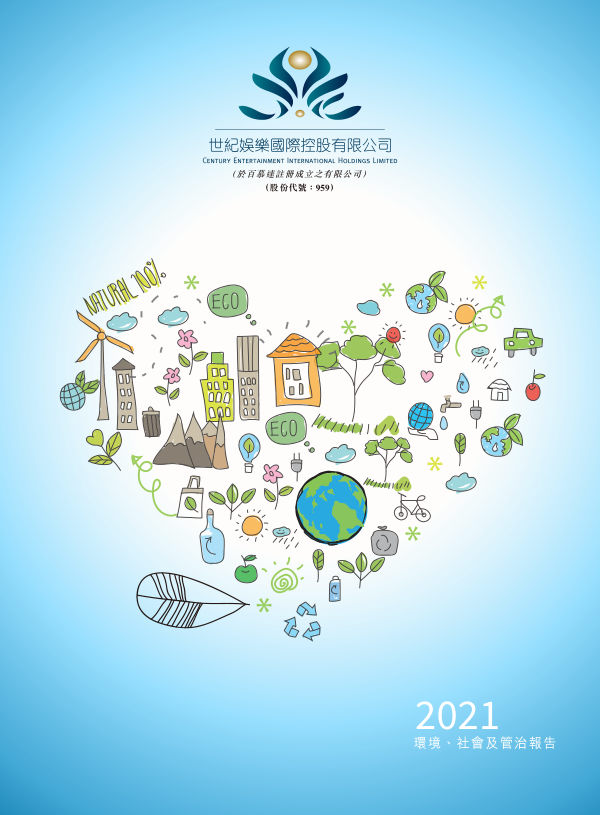 世紀娛樂國際控股有限公司
Century Entertainment International Holdings Limited
(於百慕達註冊成立之有限公司)
(股份代號：959)
NATURAL 100%.
ECO
ECO
2021
環境、社會及管治報告